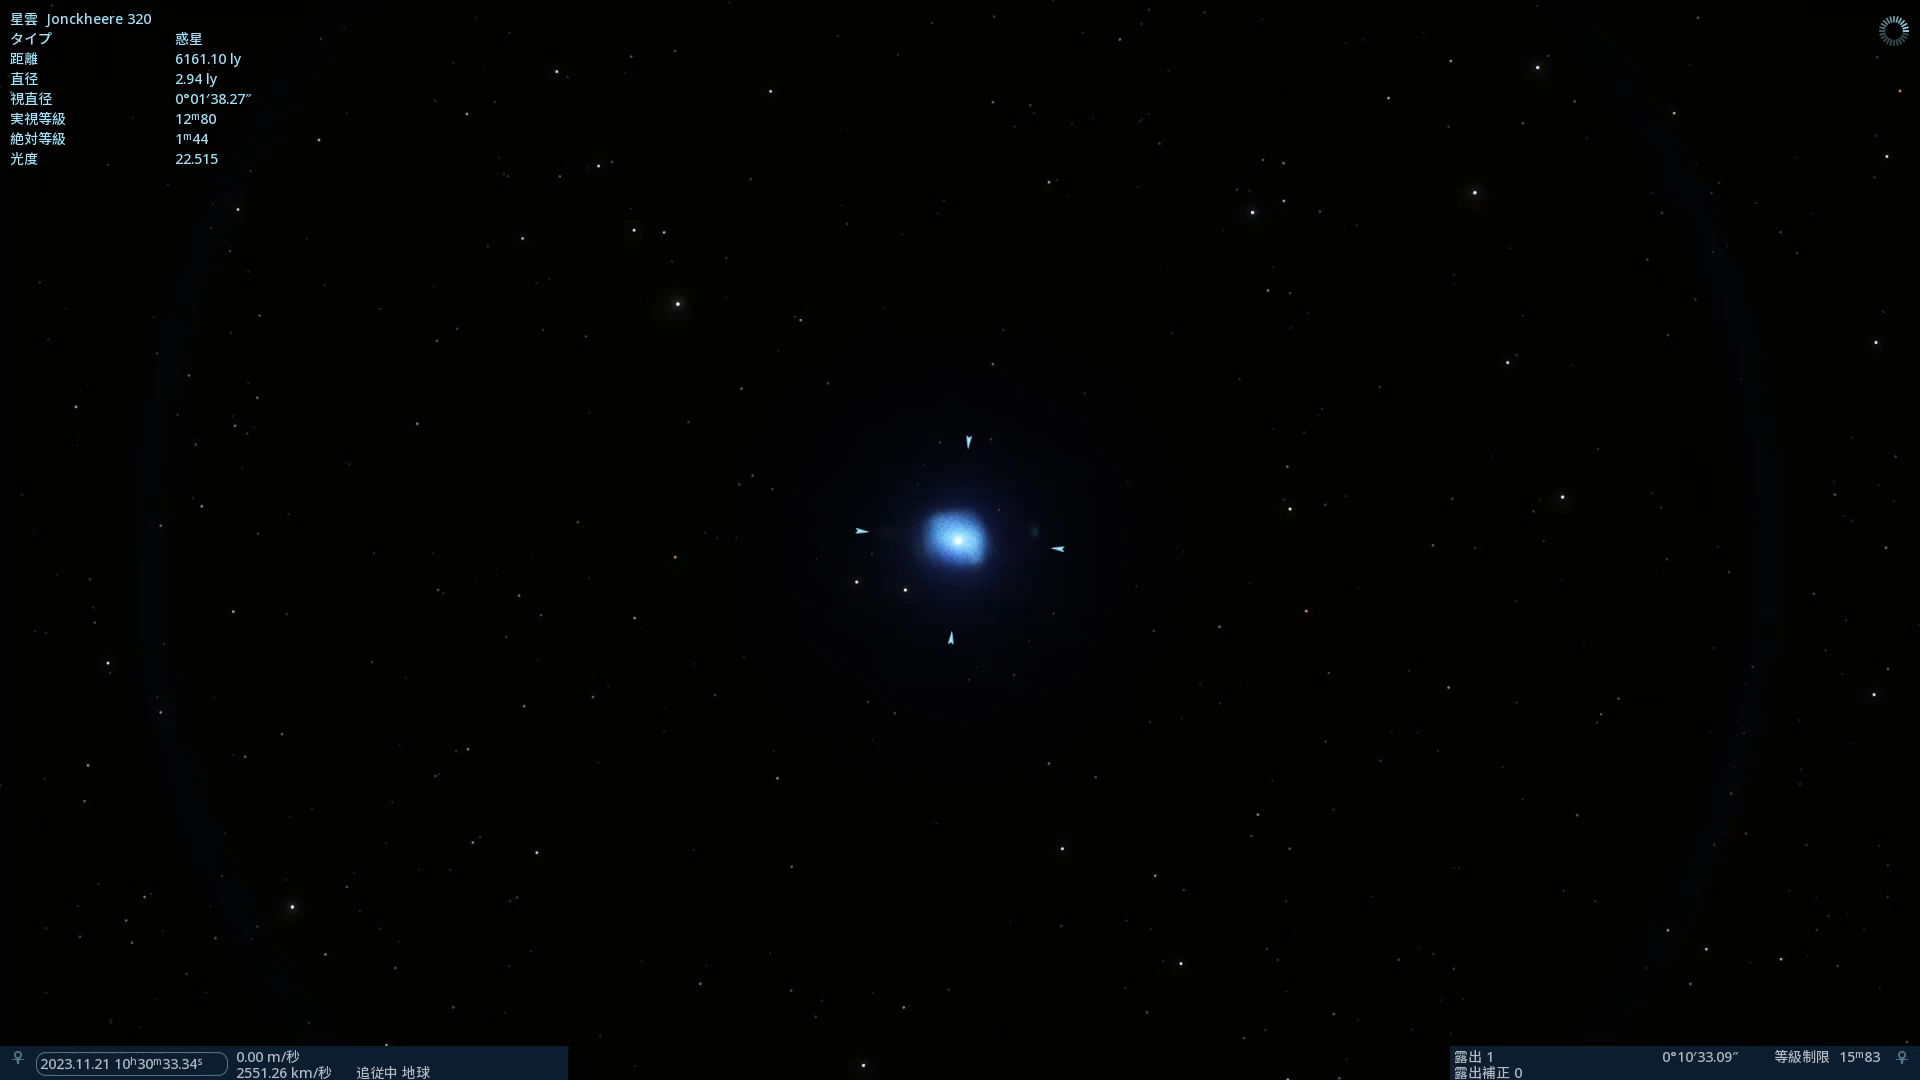 星雲 Jonckheere 320
タイプ 惑星
距離 6161.10 ly
直径 2.94 ly
視直径 0°01′38.27″
実視等級 12ᵐ80
絶対等級 1ᵐ44
光度 22.515
2023.11.21 10ʰ30ᵐ33.34ˢ
0.00 m/秒
2551.26 km/秒 追従中 地球
露出 1 0°10′33.09″ 等級制限 15ᵐ83
露出補正 0